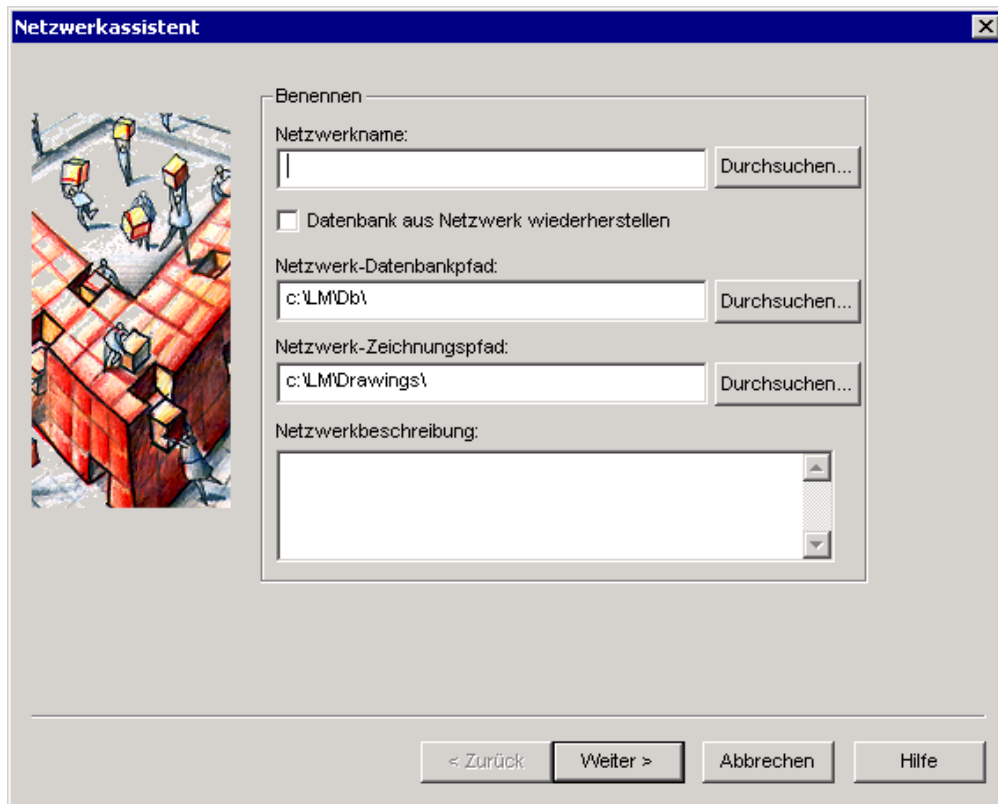 Netzwerkassistent
Benennen
Netzwerkname:
Durchsuchen...
Datenbank aus Netzwerk wiederherstellen
Netzwerk-Datenbankpfad:
c:\LM\Db\
Durchsuchen...
Netzwerk-Zeichnungspfad:
c:\LM\Drawings\
Durchsuchen...
Netzwerkbeschreibung:
< Zurück Weiter > Abbrechen Hilfe